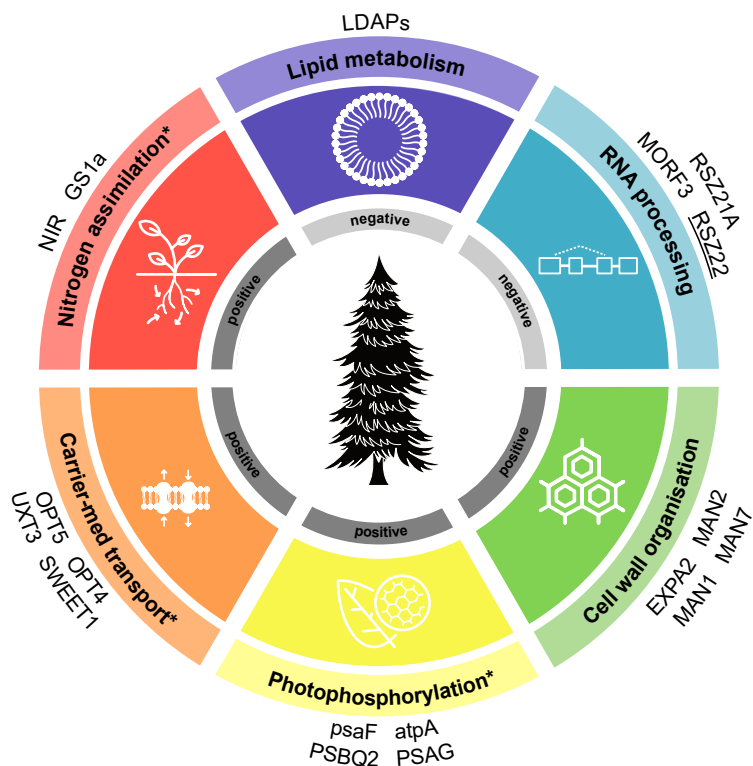 LDAPs
Lipid metabolism
negative
RSZ21A
MORF3 RSZ22
RNA processing
negative
Cell wall organisation
EXPA2 MAN2
MAN1 MAN7
positive
Photophosphorylation*
psaF atpA
PSBQ2 PSAG
positive
Carrier-med transport*
OPT5 OPT4
UXT3 SWEET1
positive
Nitrogen assimilation*
NIR GS1a
positive